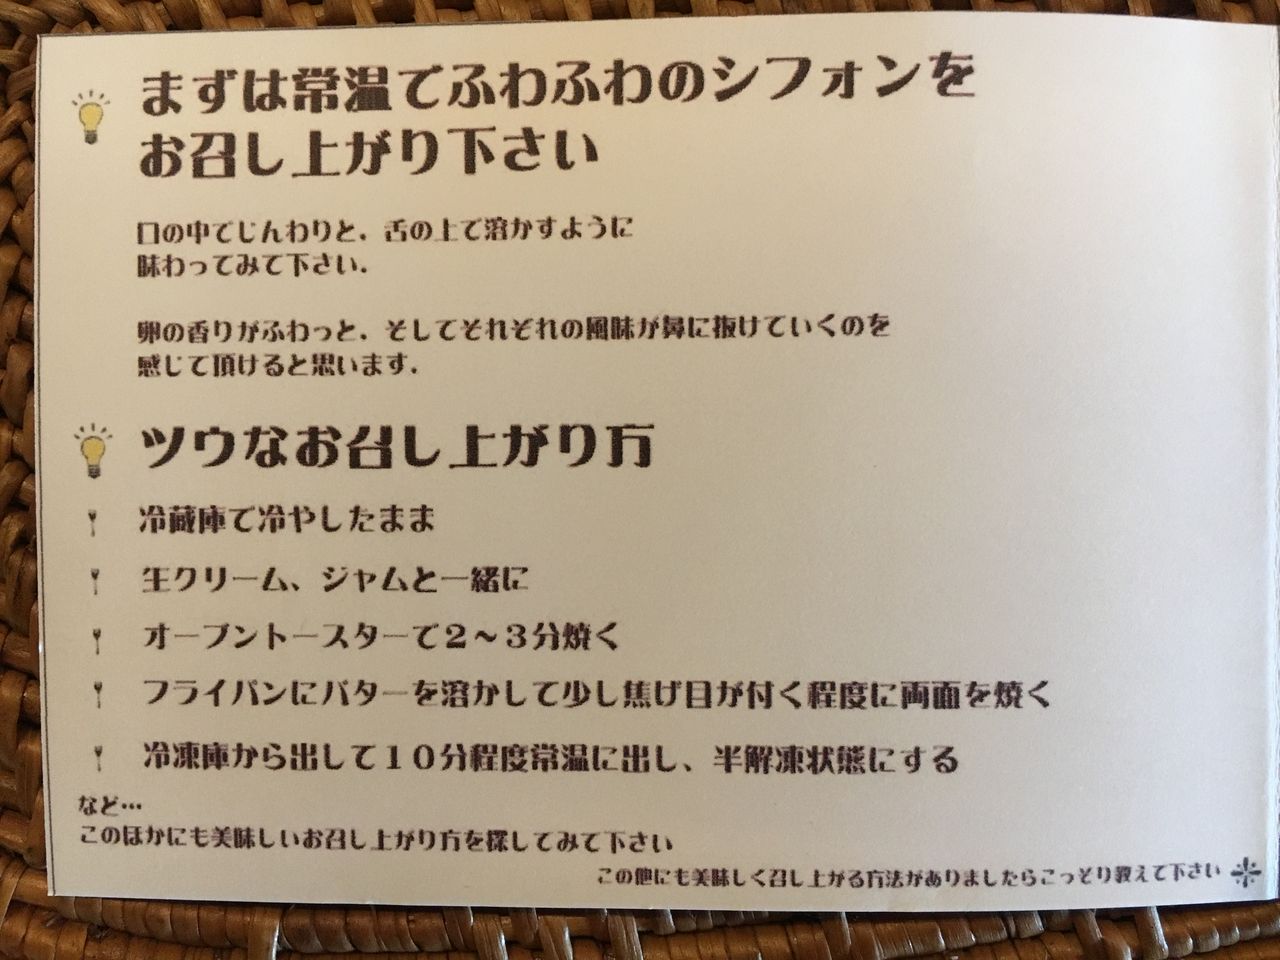 まずは常温でふわふわのシフォンを
お召し上がり下さい
口の中でじんわりと．舌の上で溶かすように
味わってみて下さい．
卵の香りがふわっと．そしてそれぞれの風味が鼻に抜けていくのを
感じて頂けると思います．
ツウなお召し上がり方
冷蔵庫で冷やしたまま
生クリーム、ジャムと一緒に
オーブントースターで２～３分焼く
フライパンにバターを溶かして少し焦げ目が付く程度に両面を焼く
冷凍庫から出して１０分程度常温に出し、半解凍状態にする
など…
このほかにも美味しいお召し上がり方を探してみて下さい
この他にも美味しく召し上がる方法がありましたらこっそり教えて下さい